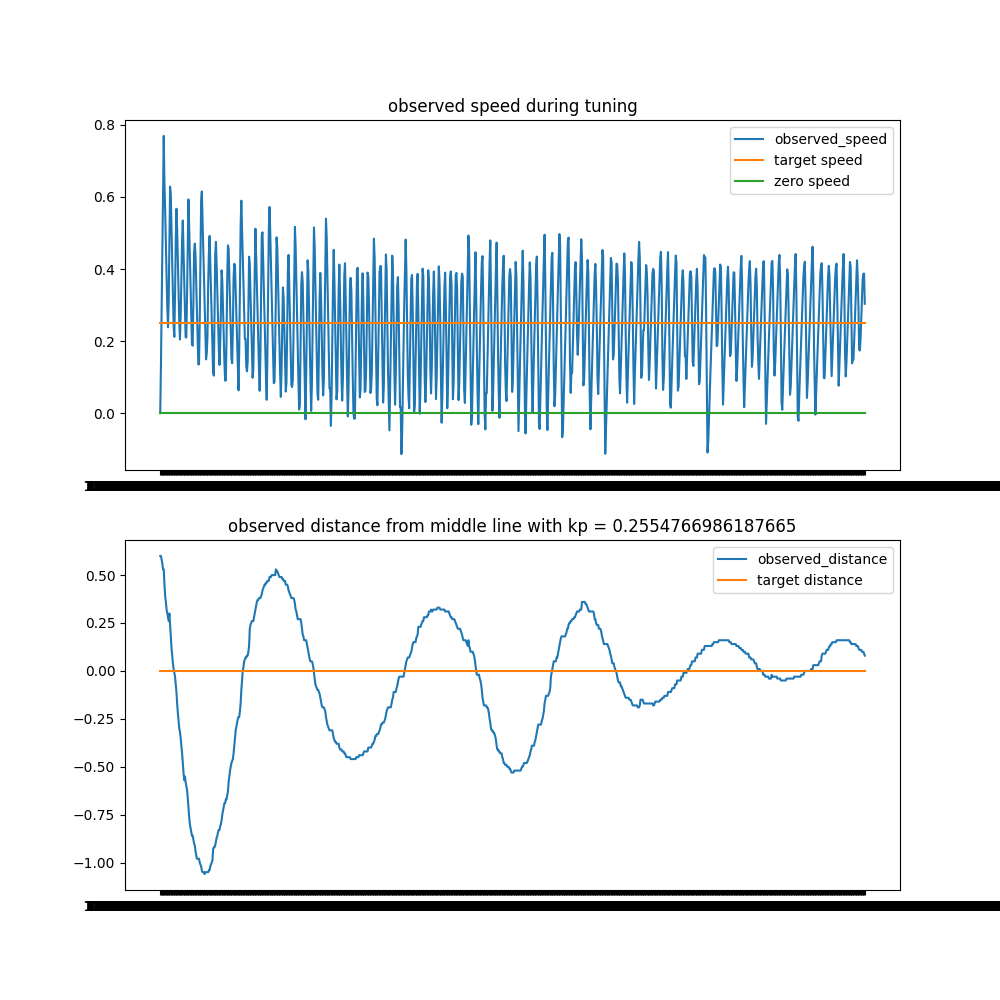 observed speed during tuning
0.8
0.6
0.4
0.2
0.0
observed_speed
target speed
zero speed
observed distance from middle line with kp = 0.2554766986187665
0.50
0.25
0.00
−0.25
−0.50
−0.75
−1.00
observed_distance
target distance